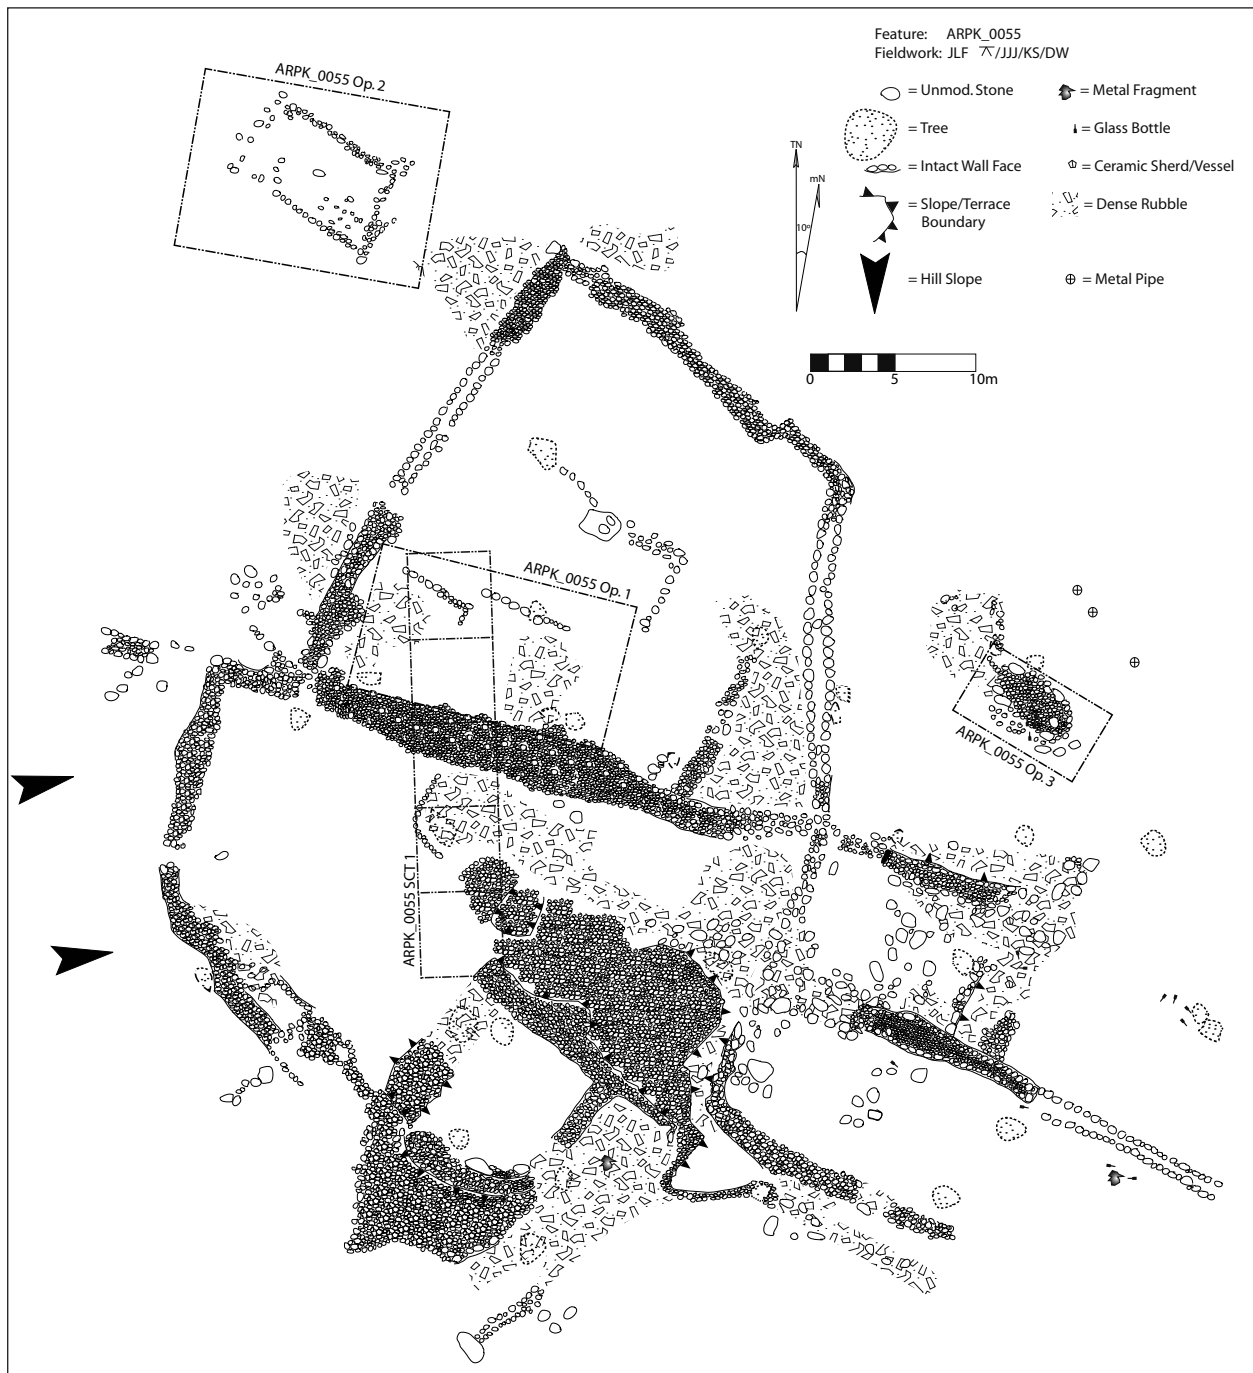 Feature: ARPK_0055
Fieldwork: JLF /JJJ/KS/DW
= Unmod. Stone
= Metal Fragment
= Tree
= Glass Bottle
= Intact Wall Face
= Ceramic Sherd/Vessel
= Slope/Terrace
Boundary
= Dense Rubble
= Hill Slope
= Metal Pipe
TN
mN
10°
0 5 10m
ARPK_0055 Op. 2
ARPK_0055 Op. 1
ARPK_0055 Op. 3
ARPK_0055 SCT 1